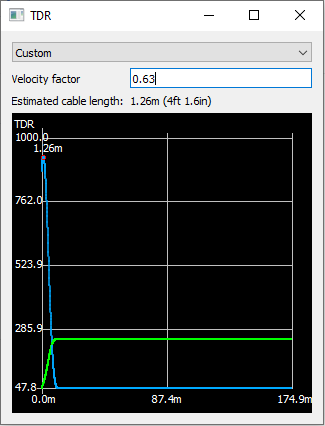 TDR
Custom
Velocity factor 0.63
Estimated cable length: 1.26m (4ft 1.6in)
TDR
1000.0
1.26m
762.0
523.9
285.9
47.8
0.0m 87.4m 174.9m